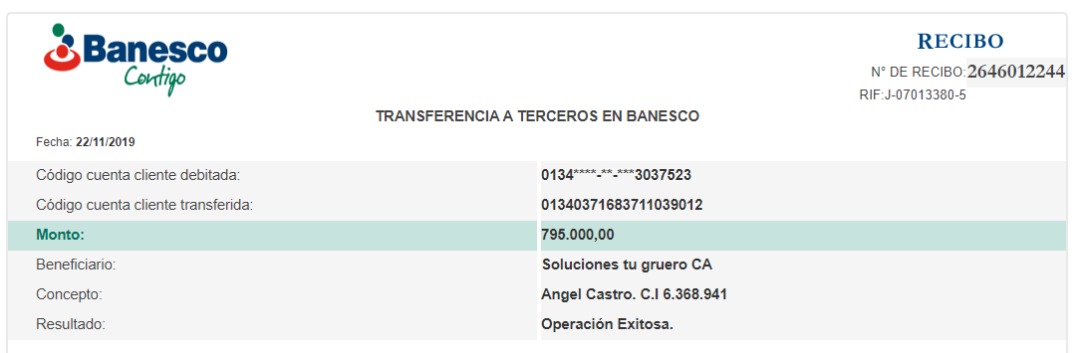 Banesco
Contigo
RECIBO
N° DE RECIBO:2646012244
RIF:J-07013380-5
TRANSFERENCIA A TERCEROS EN BANESCO
Fecha: 22/11/2019
Código cuenta cliente debitada: 0134****-**-***3037523
Código cuenta cliente transferida: 01340371683711039012
Monto: 795.000,00
Beneficiario: Soluciones tu gruero CA
Concepto: Angel Castro. C.I 6.368.941
Resultado: Operación Exitosa.